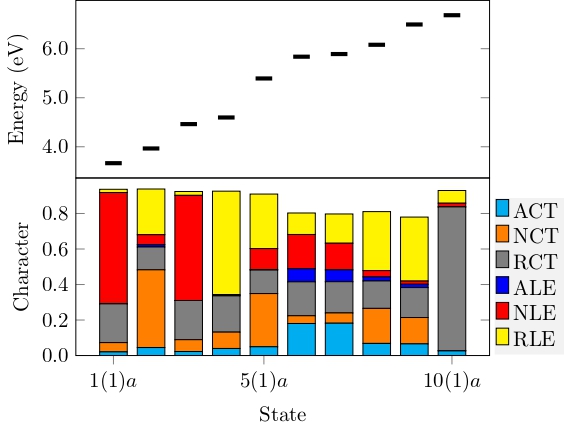 6.0
5.0
4.0
Energy (eV)
0.8
0.6
0.4
0.2
0.0
Character
1(1)a
5(1)a
10(1)a
State
ACT
NCT
RCT
ALE
NLE
RLE